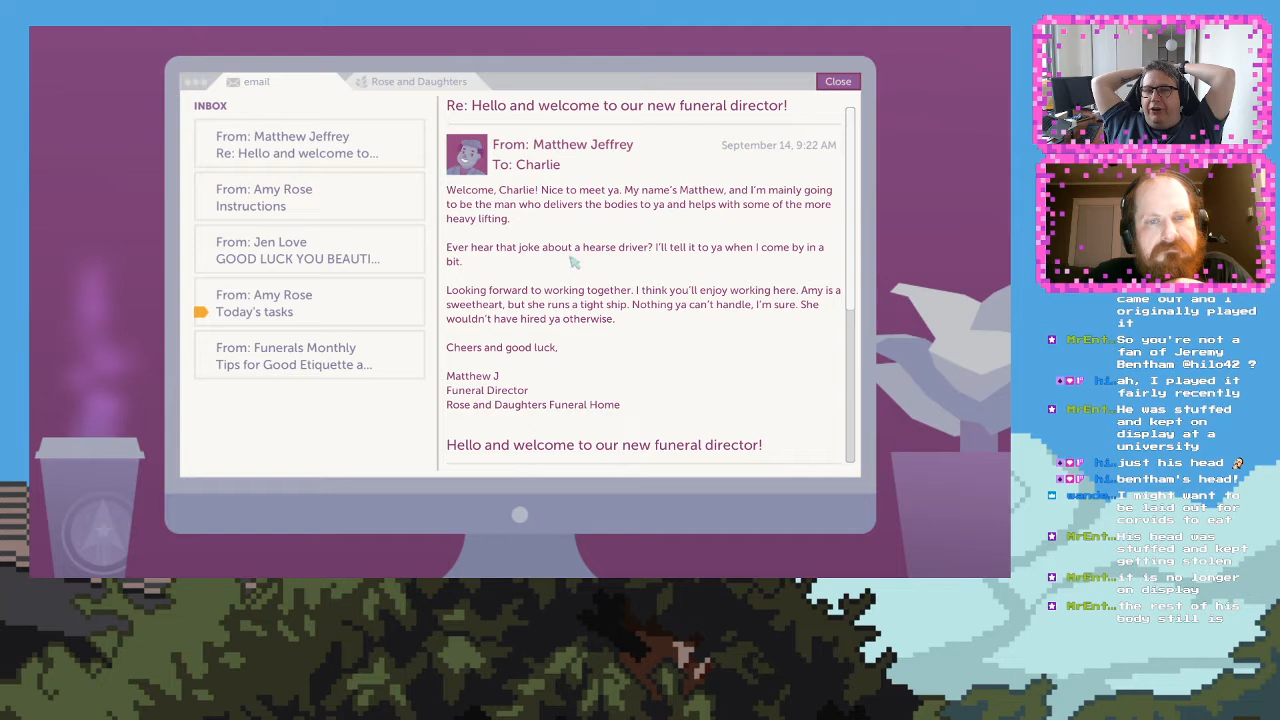 email
Rose and Daughters
Close
INBOX
From: Matthew Jeffrey
Re: Hello and welcome to...
From: Amy Rose
Instructions
From: Jen Love
GOOD LUCK YOU BEAUTI...
From: Amy Rose
Today's tasks
From: Funerals Monthly
Tips for Good Etiquette a...
Re: Hello and welcome to our new funeral director!
From: Matthew Jeffrey
September 14, 9:22 AM
To: Charlie
Welcome, Charlie! Nice to meet ya. My name's Matthew, and I'm mainly going
to be the man who delivers the bodies to ya and helps with some of the more
heavy lifting.
Ever hear that joke about a hearse driver? I'll tell it to ya when I come by in a
bit.
Looking forward to working together. I think you'll enjoy working here. Amy is a
sweetheart, but she runs a tight ship. Nothing ya can't handle, I'm sure. She
wouldn't have hired ya otherwise.
Cheers and good luck,
Matthew J
Funeral Director
Rose and Daughters Funeral Home
Hello and welcome to our new funeral director!
came out and I
originally played
it
MrEnt… So you're not a
fan of Jeremy
Bentham @hilo42 ?
hi… ah, I played it
fairly recently
MrEnt… He was stuffed
and kept on
display at a
university
hi… just his head
hi… bentham's head!
wanda… I might want to
be laid out for
corvids to eat
MrEnt… His head was
stuffed and kept
getting stolen
MrEnt… it is no longer
on display
MrEnt… the rest of his
body still is